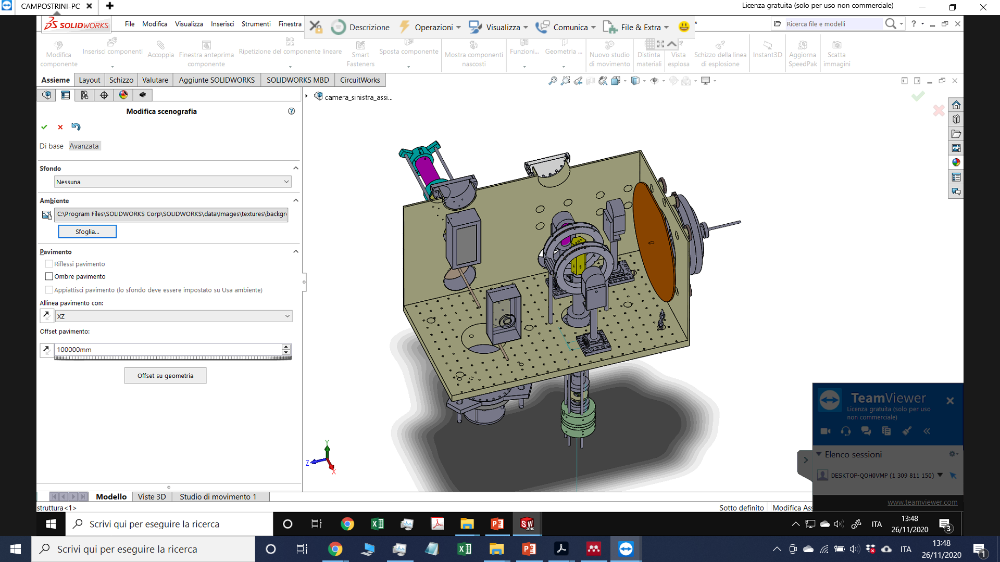 CAMPOSTRINI-PC
Licenza gratuita (solo per uso non commerciale)
SOLIDWORKS
File Modifica Visualizza Inserisci Strumenti Finestra
Descrizione Operazioni Visualizza Comunica File & Extra
*
Ricerca file e modelli
?
Modifica componente
Inserisci componenti
Accoppia
Finestra anteprima componente
Ripetizione del componente lineare
Smart Fasteners
Sposta componente
Mostra componenti nascosti
Funzioni...
Geometria ...
Nuovo studio di movimento
Distinta materiali
Vista esplosa
Schizzo della linea di esplosione
Instant3D
Aggiorna SpeedPak
Scatta immagini
Assieme Layout Schizzo Valutare Aggiunte SOLIDWORKS SOLIDWORKS MBD CircuitWorks
camera_sinistra_assi...
Modifica scenografia
?
Di base Avanzata
Sfondo
Nessuna
Ambiente
C:\Program Files\SOLIDWORKS Corp\SOLIDWORKS\data\Images\textures\backgr
Sfoglia...
Pavimento
Riflessi pavimento
Ombre pavimento
Appiattisci pavimento (lo sfondo deve essere impostato su Usa ambiente)
Allinea pavimento con:
XZ
Offset pavimento:
100000mm
Offset su geometria
Y
Z
X
TeamViewer
Licenza gratuita (solo per uso
non commerciale)
Elenco sessioni
DESKTOP-QOH0VMP (1 309 811 150)
www.teamviewer.com
Modello Viste 3D Studio di movimento 1
struttura<1>
Sotto definito Modifica Ass
Scrivi qui per eseguire la ricerca
SW
2016
ITA
13:48
26/11/2020
3
Scrivi qui per eseguire la ricerca
ITA
13:48
26/11/2020
1